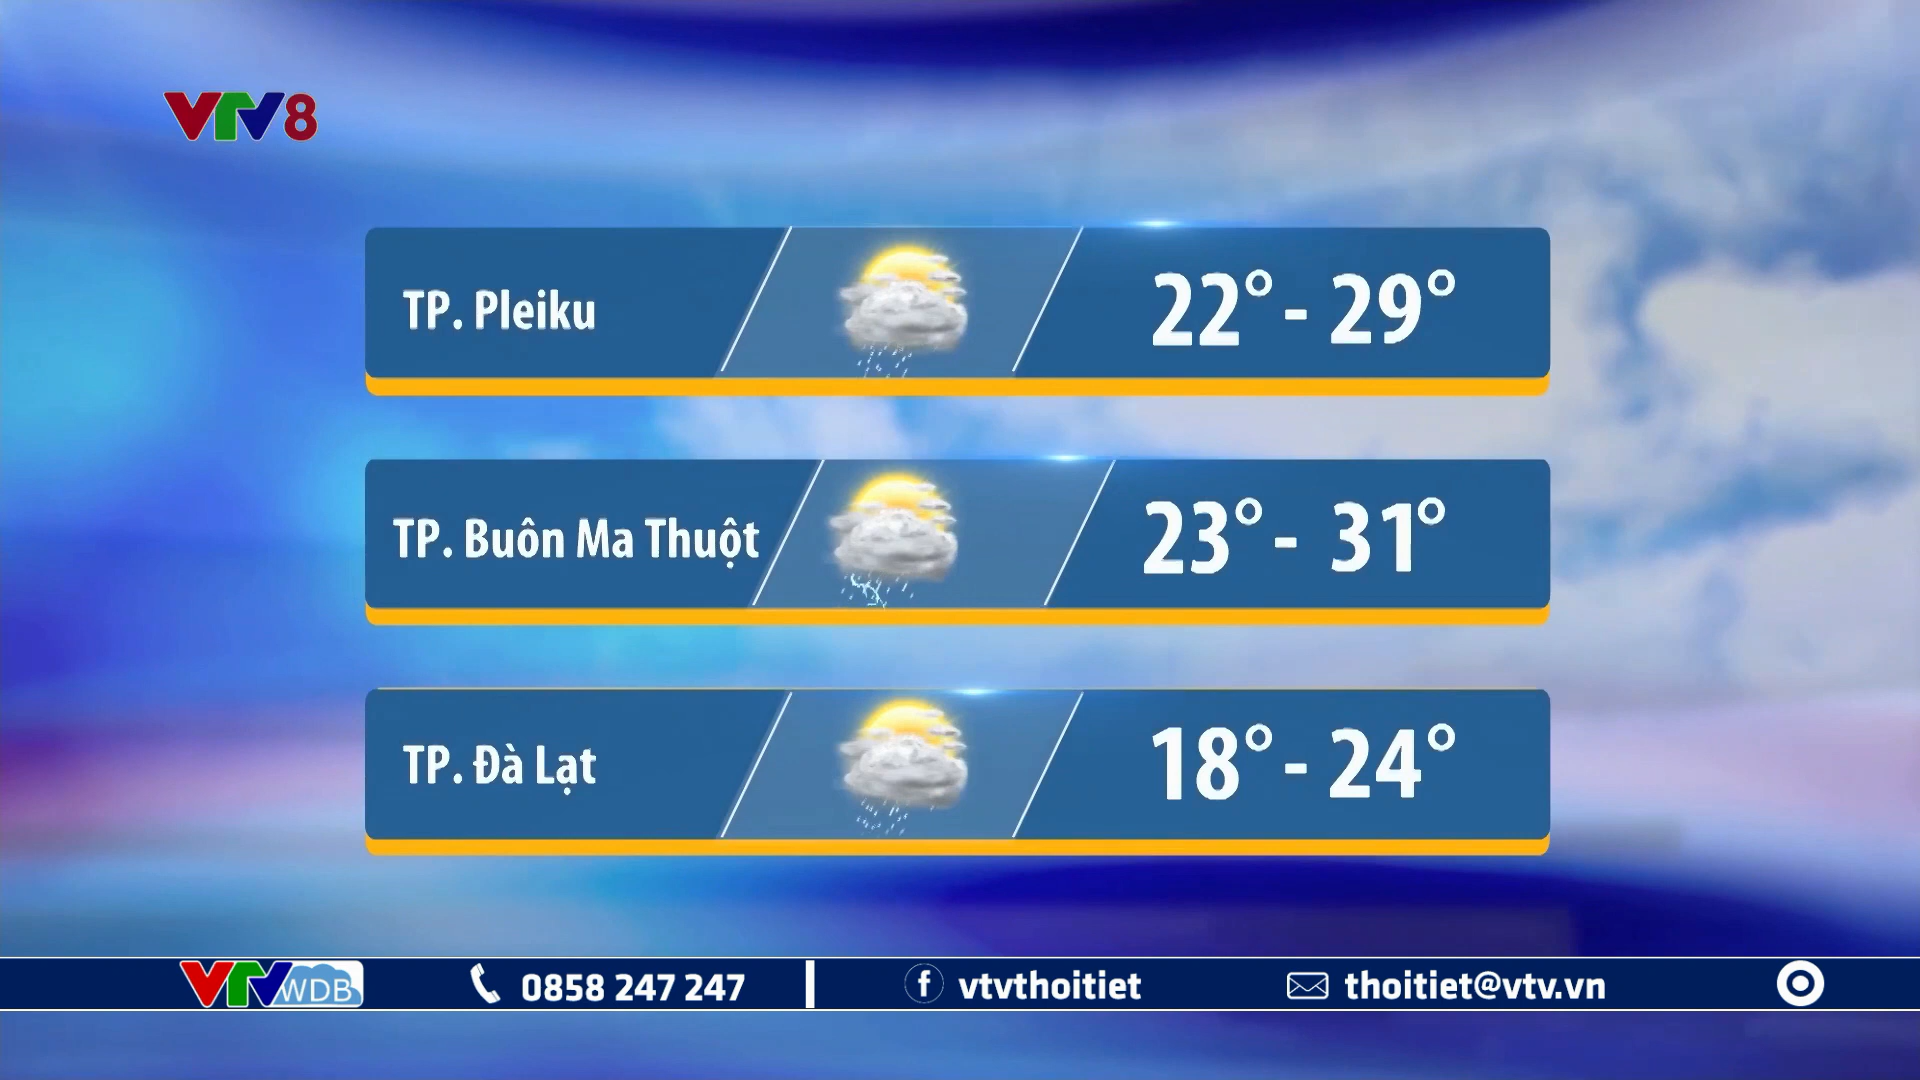 VTV8
TP. Pleiku
22° - 29°
TP. Buôn Ma Thuột
23° - 31°
TP. Đà Lạt
18° - 24°
VTV WDB
0858 247 247
f vtvthoitiet
thoitiet@vtv.vn